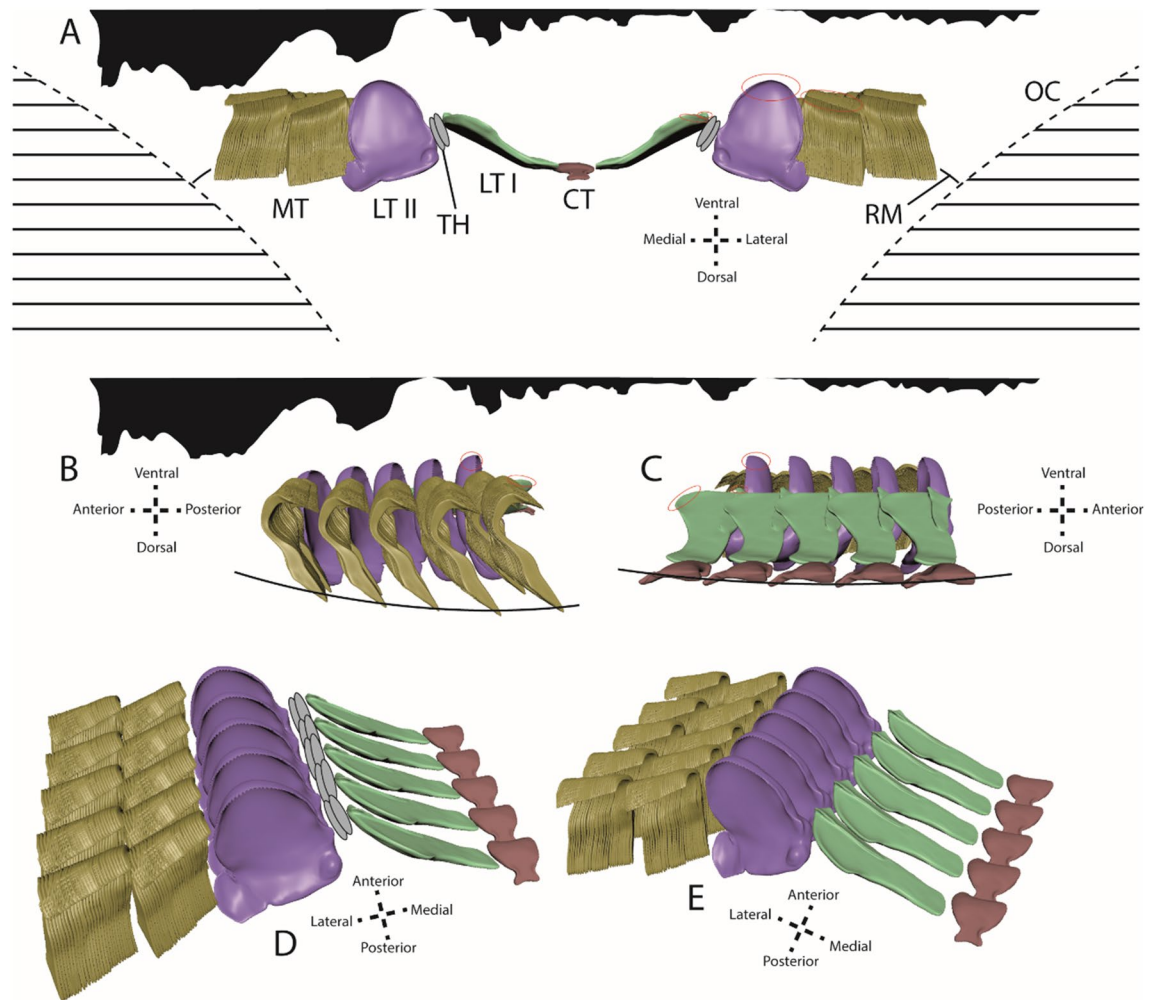 A
OC
MT
LT II
TH
LT I
CT
RM
Ventral
Medial Lateral
Dorsal
B
Ventral
Anterior Posterior
Dorsal
C
Ventral
Posterior Anterior
Dorsal
D
Anterior
Lateral Medial
Posterior
E
Anterior
Lateral
Medial
Posterior